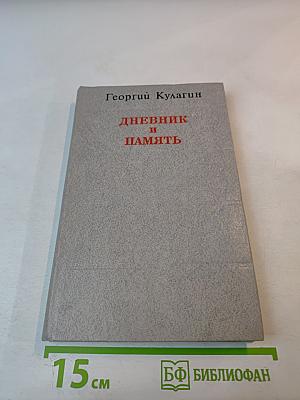 Георгий Кулагин
ДНЕВНИК
и
ПАМЯТЬ
15 см
БФ БИБЛИОФАН